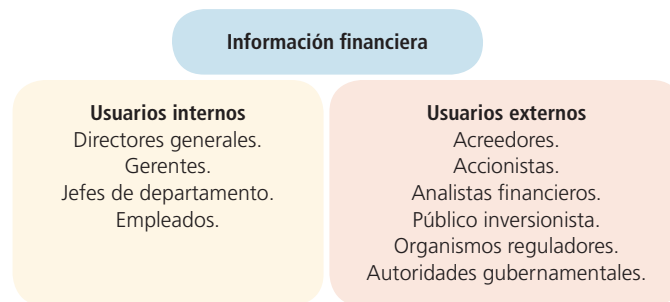 Información financiera
Usuarios internos
Directores generales.
Gerentes.
Jefes de departamento.
Empleados.
Usuarios externos
Acreedores.
Accionistas.
Analistas financieros.
Público inversionista.
Organismos reguladores.
Autoridades gubernamentales.